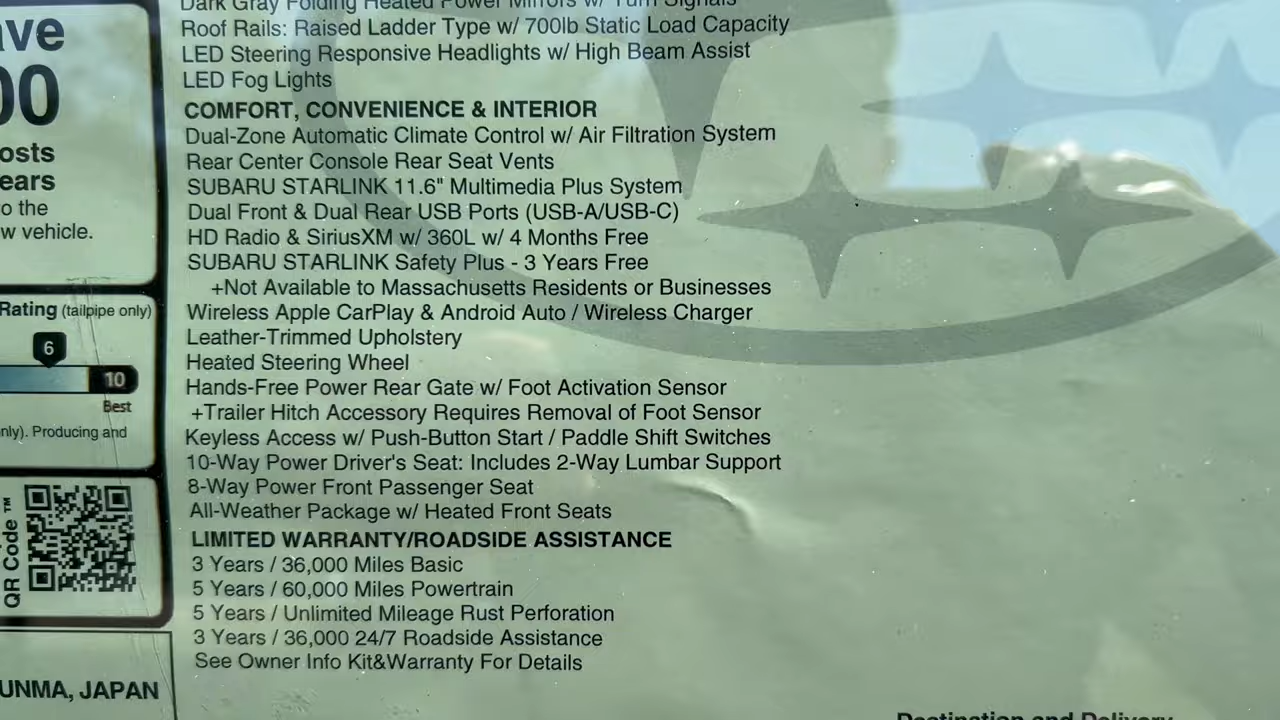 Dark Gray Folding Heated Power Mirrors w/ Turn Signals
Roof Rails: Raised Ladder Type w/ 700lb Static Load Capacity
LED Steering Responsive Headlights w/ High Beam Assist
LED Fog Lights
COMFORT, CONVENIENCE & INTERIOR
Dual-Zone Automatic Climate Control w/ Air Filtration System
Rear Center Console Rear Seat Vents
SUBARU STARLINK 11.6" Multimedia Plus System
Dual Front & Dual Rear USB Ports (USB-A/USB-C)
HD Radio & SiriusXM w/ 360L w/ 4 Months Free
SUBARU STARLINK Safety Plus - 3 Years Free
+Not Available to Massachusetts Residents or Businesses
Wireless Apple CarPlay & Android Auto / Wireless Charger
Leather-Trimmed Upholstery
Heated Steering Wheel
Hands-Free Power Rear Gate w/ Foot Activation Sensor
+Trailer Hitch Accessory Requires Removal of Foot Sensor
Keyless Access w/ Push-Button Start / Paddle Shift Switches
10-Way Power Driver's Seat: Includes 2-Way Lumbar Support
8-Way Power Front Passenger Seat
All-Weather Package w/ Heated Front Seats
LIMITED WARRANTY/ROADSIDE ASSISTANCE
3 Years / 36,000 Miles Basic
5 Years / 60,000 Miles Powertrain
5 Years / Unlimited Mileage Rust Perforation
3 Years / 36,000 24/7 Roadside Assistance
See Owner Info Kit&Warranty For Details
ave
00
osts
ears
o the
w vehicle.
Rating (tailpipe only)
6
10
Best
nly). Producing and
QR Code ™
UNMA, JAPAN
Destination and Delivery